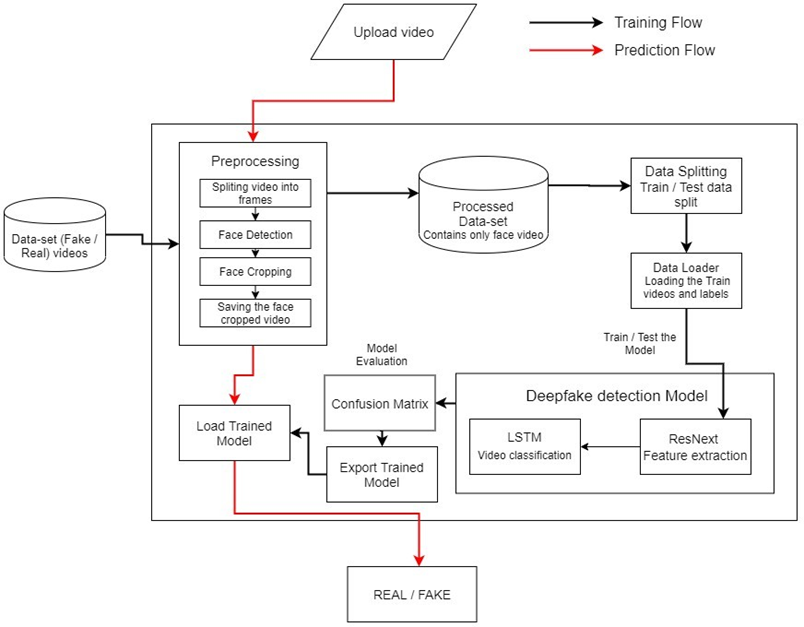 Upload video
Training Flow
Prediction Flow
Preprocessing
Spliting video into
frames
Face Detection
Face Cropping
Saving the face
cropped video
Data-set (Fake /
Real) videos
Processed
Data-set
Contains only face video
Data Splitting
Train / Test data
split
Data Loader
Loading the Train
videos and labels
Train / Test the
Model
Model
Evaluation
Confusion Matrix
Deepfake detection Model
LSTM
Video classification
ResNext
Feature extraction
Load Trained
Model
Export Trained
Model
REAL / FAKE